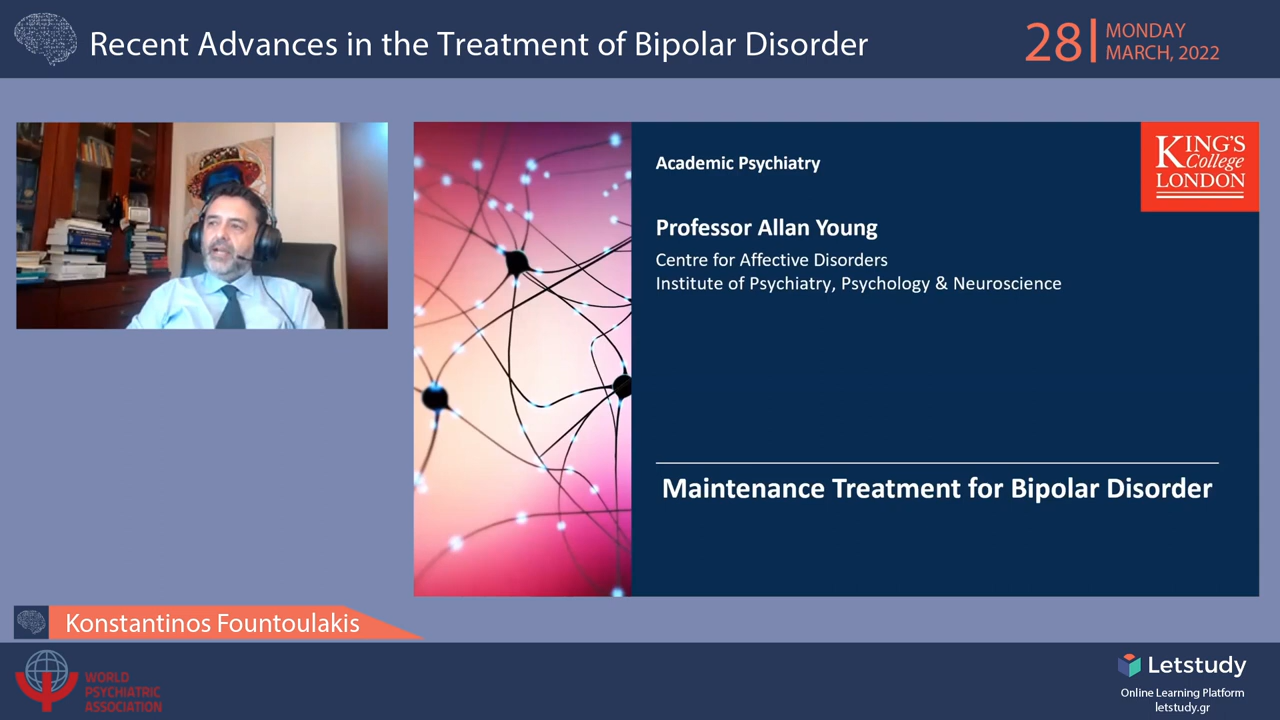 Recent Advances in the Treatment of Bipolar Disorder
28
MONDAY
MARCH, 2022
Academic Psychiatry
KING'S
College
LONDON
Professor Allan Young
Centre for Affective Disorders
Institute of Psychiatry, Psychology & Neuroscience
Maintenance Treatment for Bipolar Disorder
Konstantinos Fountoulakis
WORLD
PSYCHIATRIC
ASSOCIATION
Letstudy
Online Learning Platform
letstudy.gr